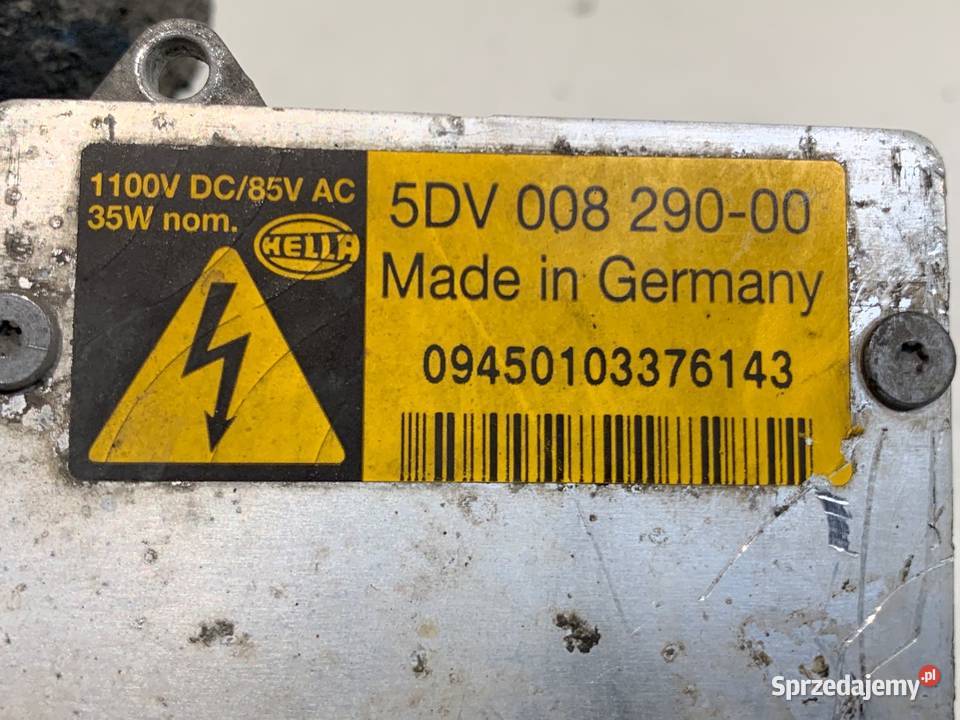 1100V DC/85V AC
35W nom.
HELLA
5DV 008 290-00
Made in Germany
09450103376143
Sprzedajemy.pl